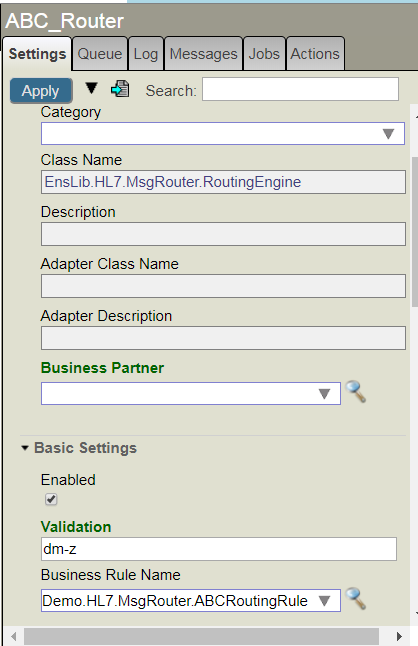 ABC_Router
Settings Queue Log Messages Jobs Actions
Apply Search:
Category
Class Name
EnsLib.HL7.MsgRouter.RoutingEngine
Description
Adapter Class Name
Adapter Description
Business Partner
Basic Settings
Enabled
Validation
dm-z
Business Rule Name
Demo.HL7.MsgRouter.ABCRoutingRule